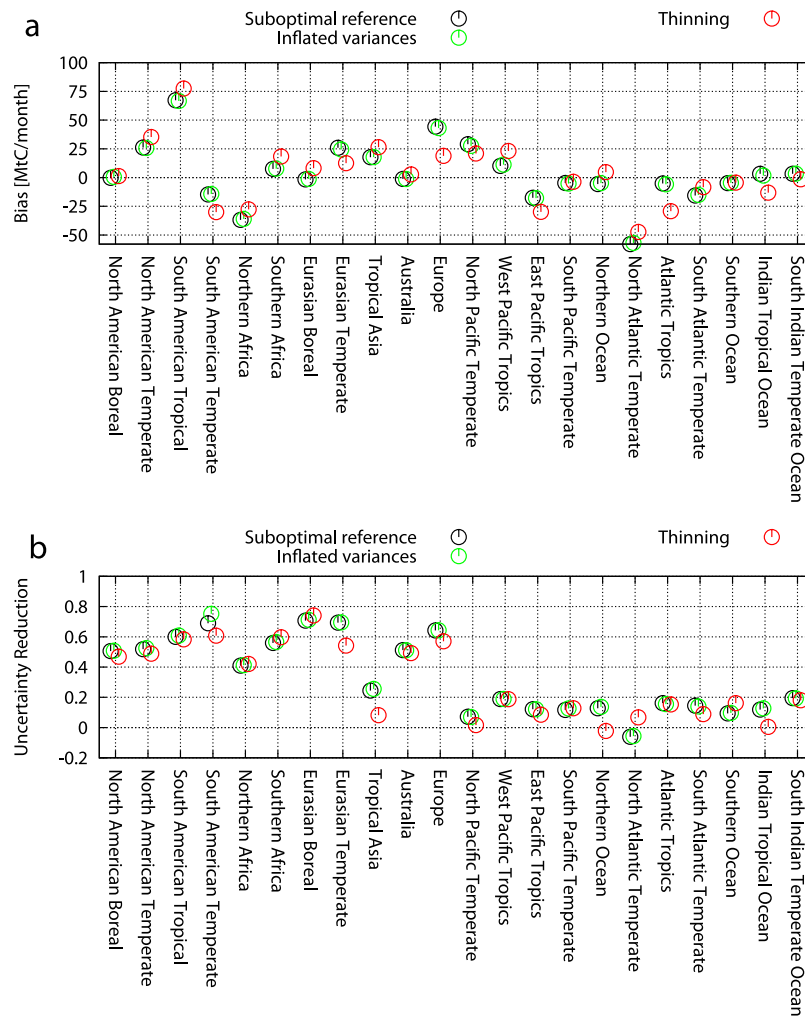 a
Suboptimal reference
Thinning
Inflated variances
Bias [MtC/month]
100
75
50
25
0
-25
-50
North American Boreal
North American Temperate
South American Tropical
South American Temperate
Northern Africa
Southern Africa
Eurasian Boreal
Eurasian Temperate
Tropical Asia
Australia
Europe
North Pacific Temperate
West Pacific Tropics
East Pacific Tropics
South Pacific Temperate
Northern Ocean
North Atlantic Temperate
Atlantic Tropics
South Atlantic Temperate
Southern Ocean
Indian Tropical Ocean
South Indian Temperate Ocean
b
Suboptimal reference
Thinning
Inflated variances
Uncertainty Reduction
1
0.8
0.6
0.4
0.2
0
-0.2
North American Boreal
North American Temperate
South American Tropical
South American Temperate
Northern Africa
Southern Africa
Eurasian Boreal
Eurasian Temperate
Tropical Asia
Australia
Europe
North Pacific Temperate
West Pacific Tropics
East Pacific Tropics
South Pacific Temperate
Northern Ocean
North Atlantic Temperate
Atlantic Tropics
South Atlantic Temperate
Southern Ocean
Indian Tropical Ocean
South Indian Temperate Ocean